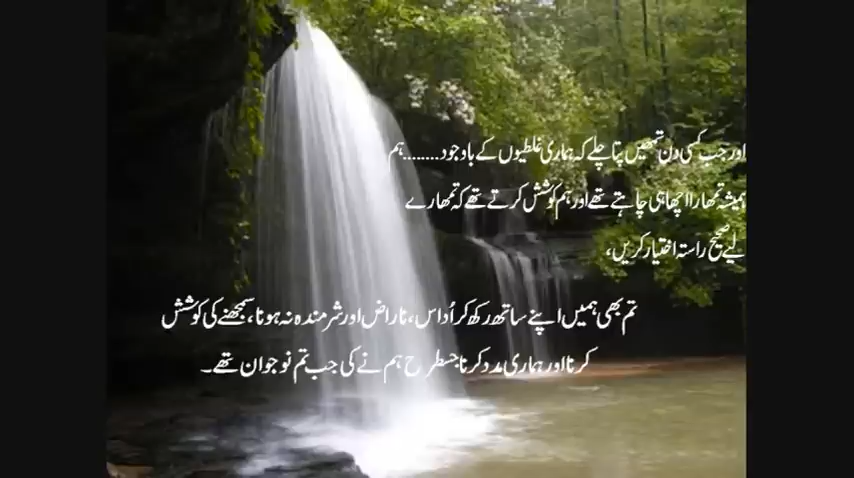 اور جب کسی دن تمھیں پتا چلے کہ ہماری غلطیوں کے باوجود........ہم
ہمیشہ تمھارا اچھا ہی چاہتے تھے اور ہم کوشش کرتے تھے کہ تمھارے
لیے صحیح راستہ اختیار کریں،
تم بھی ہمیں اپنے ساتھ رکھ کر اُداس، ناراض اور شرمندہ نہ ہونا، سمجھنے کی کوشش
کرنا اور ہماری مدد کرنا جسطرح ہم نے کی جب تم نوجوان تھے۔